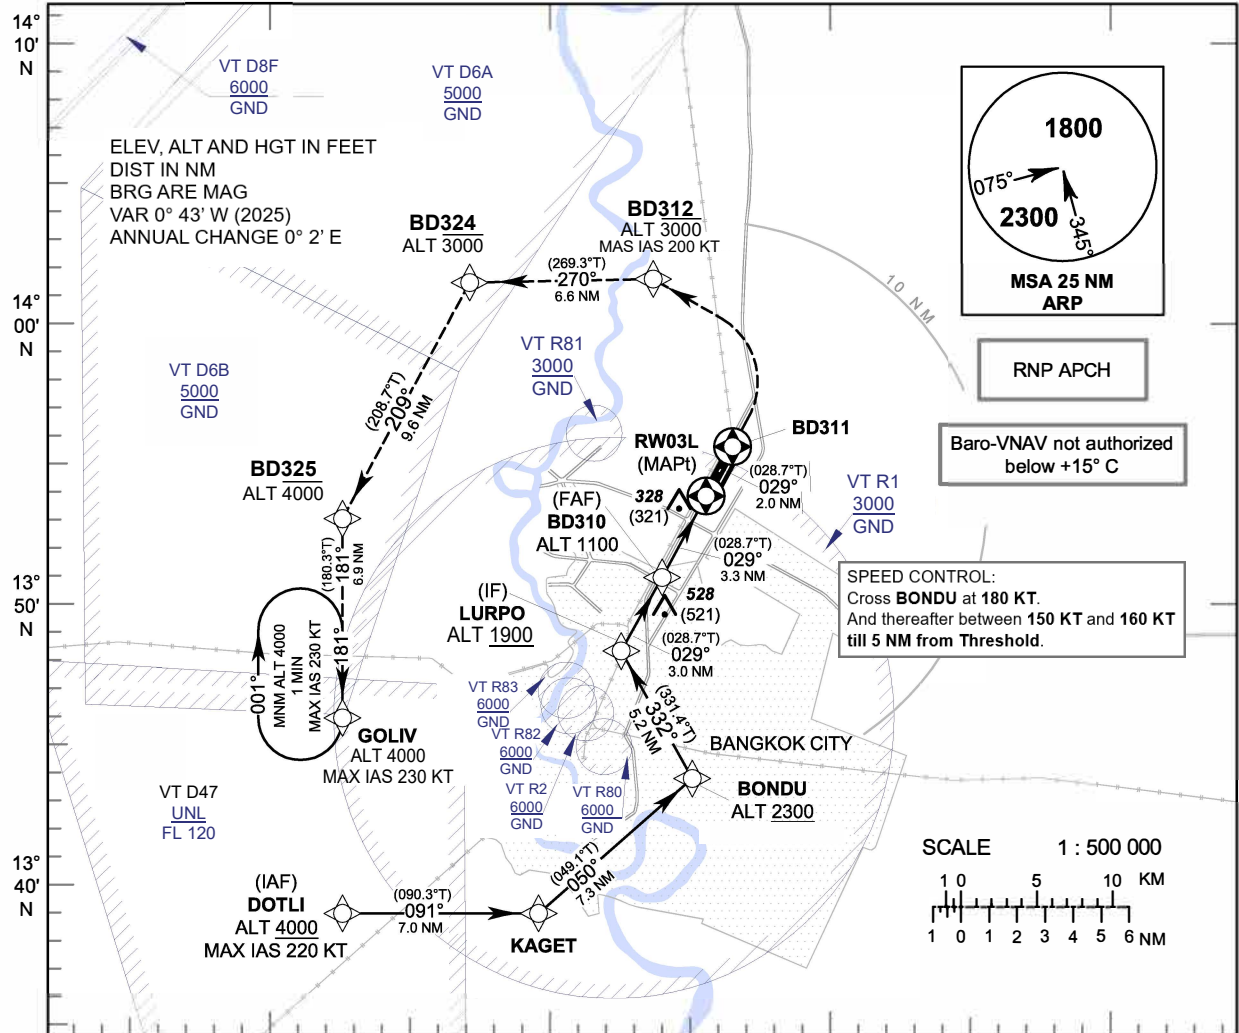 14°
10'
N
VT D8F
6000
GND
VT D6A
5000
GND
ELEV, ALT AND HGT IN FEET
DIST IN NM
BRG ARE MAG
VAR 0° 43' W (2025)
ANNUAL CHANGE 0° 2' E
1800
075°
2300
345°
MSA 25 NM
ARP
BD324
ALT 3000
BD312
ALT 3000
MAS IAS 200 KT
(269.3°T)
270°
6.6 NM
10 NM
14°
00'
N
VT R81
3000
GND
RNP APCH
VT D6B
5000
GND
(208.7°T)
209°
9.6 NM
Baro-VNAV not authorized
below +15° C
BD311
RW03L
(MAPt)
(028.7°T)
029°
2.0 NM
BD325
ALT 4000
328
(321)
VT R1
3000
GND
(FAF)
BD310
ALT 1100
(028.7°T)
029°
3.3 NM
(180.3°T)
181°
6.9 NM
13°
50'
N
SPEED CONTROL:
Cross BONDU at 180 KT.
And thereafter between 150 KT and 160 KT
till 5 NM from Threshold.
528
(521)
(IF)
LURPO
ALT 1900
(028.7°T)
029°
3.0 NM
001°
MNM ALT 4000
1 MIN
MAX IAS 230 KT
181°
VT R83
6000
GND
(331.4°T)
332°
5.2 NM
GOLIV
ALT 4000
MAX IAS 230 KT
VT R82
6000
GND
BANGKOK CITY
VT R2
6000
GND
VT R80
6000
GND
BONDU
ALT 2300
VT D47
UNL
FL 120
(049.1°T)
050°
7.3 NM
13°
40'
N
(IAF)
DOTLI
ALT 4000
MAX IAS 220 KT
(090.3°T)
091°
7.0 NM
KAGET
SCALE 1 : 500 000
1 0 5 10 KM
1 0 1 2 3 4 5 6 NM